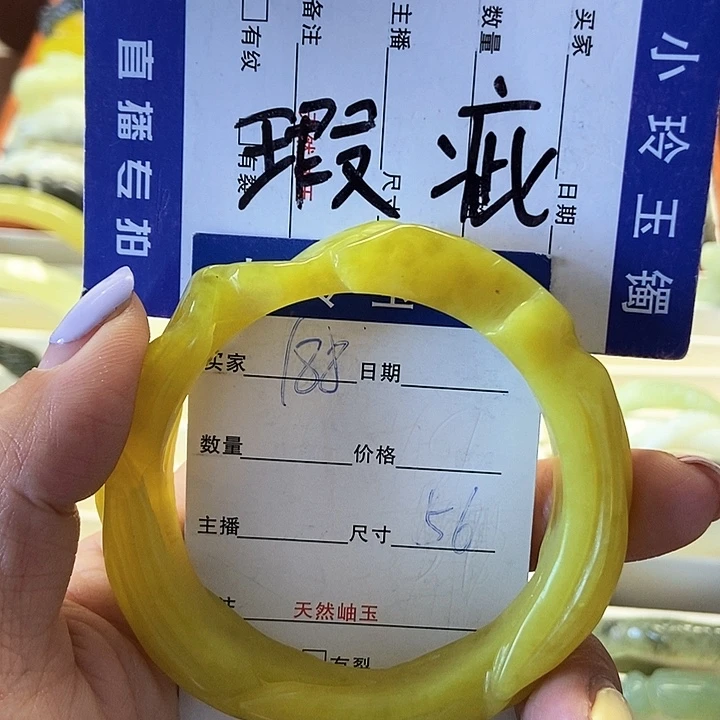 小玲玉镯
直播专拍
买家
日期
数量
主播
尺寸
备注
有纹
有裂
瑕疵
买家 188 日期
数量 价格
主播 尺寸 56
注 天然岫玉
有裂